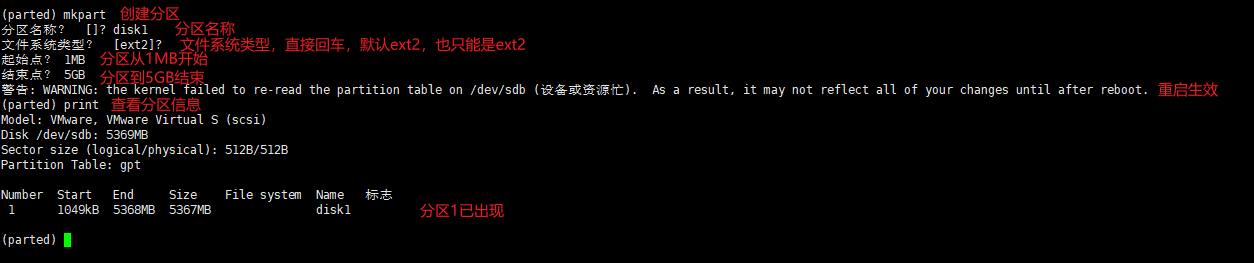 (parted) mkpart 创建分区
分区名称？ []? disk1 分区名称
文件系统类型？ [ext2]? 文件系统类型，直接回车，默认ext2，也只能是ext2
起始点？ 1MB 分区从1MB开始
结束点？ 5GB 分区到5GB结束
警告: WARNING: the kernel failed to re-read the partition table on /dev/sdb (设备或资源忙). As a result, it may not reflect all of your changes until after reboot. 重启生效
(parted) print 查看分区信息
Model: VMware, VMware Virtual S (scsi)
Disk /dev/sdb: 5369MB
Sector size (logical/physical): 512B/512B
Partition Table: gpt
Number Start End Size File system Name 标志
1 1049kB 5368MB 5367MB disk1 分区1已出现
(parted)